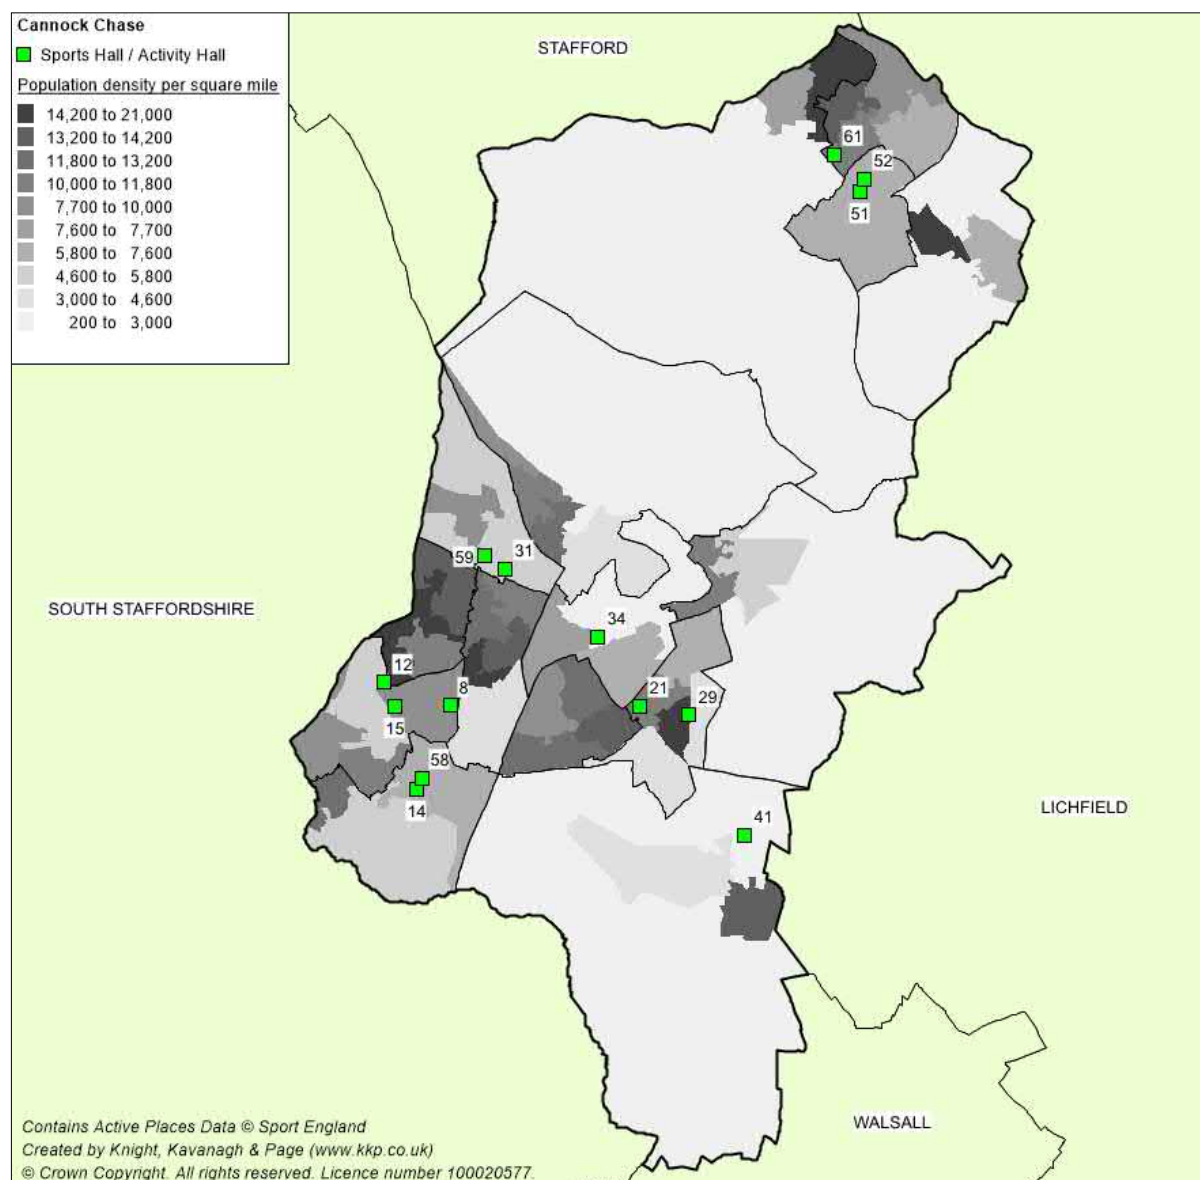 Cannock Chase
Sports Hall / Activity Hall
Population density per square mile
14,200 to 21,000
13,200 to 14,200
11,800 to 13,200
10,000 to 11,800
7,700 to 10,000
7,600 to 7,700
5,800 to 7,600
4,600 to 5,800
3,000 to 4,600
200 to 3,000
STAFFORD
61
52
51
59
31
SOUTH STAFFORDSHIRE
34
12
8
21
29
15
58
14
LICHFIELD
41
WALSALL
Contains Active Places Data © Sport England
Created by Knight, Kavanagh & Page (www.kkp.co.uk)
© Crown Copyright. All rights reserved. Licence number 100020577.